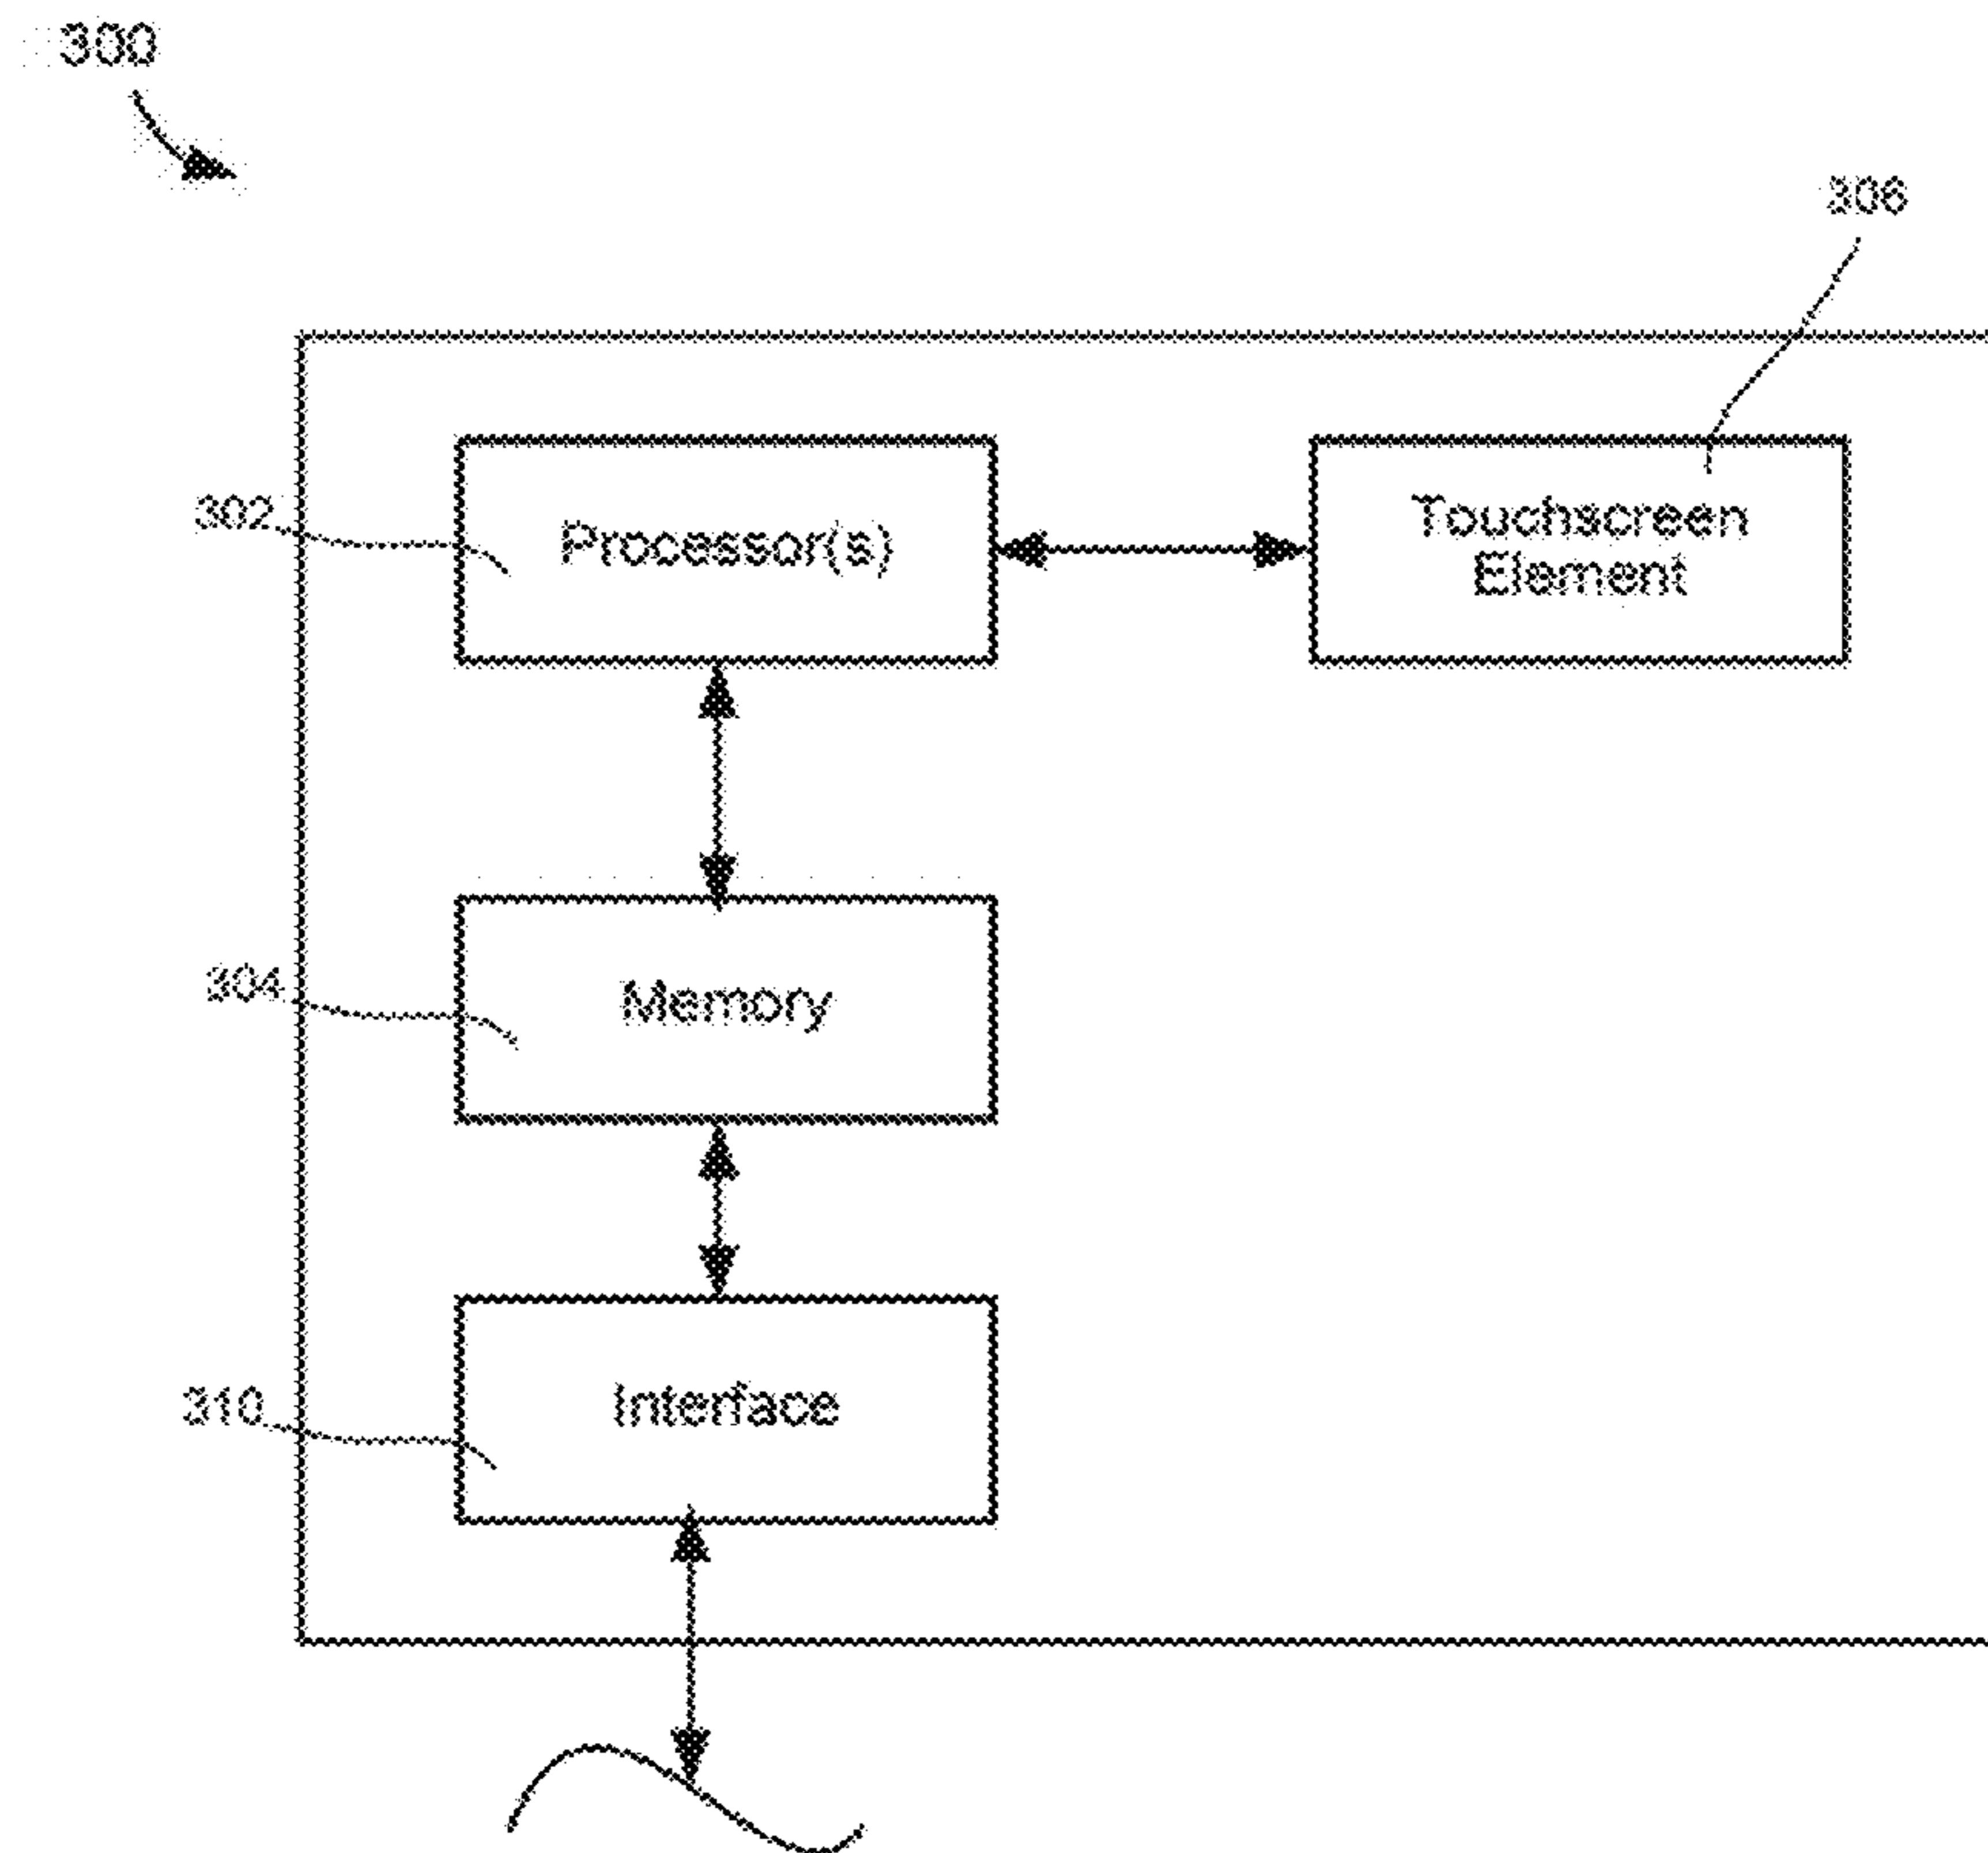 300
306
302
Processor(s)
Touchscreen
Element
304
Memory
310
Interface